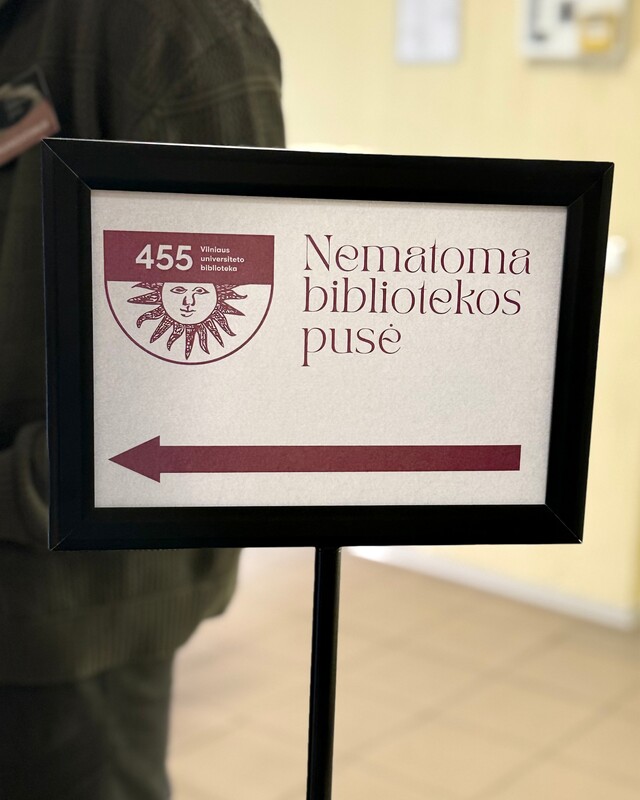 455
Vilniaus
universiteto
biblioteka
Nematoma
bibliotekos
pusė